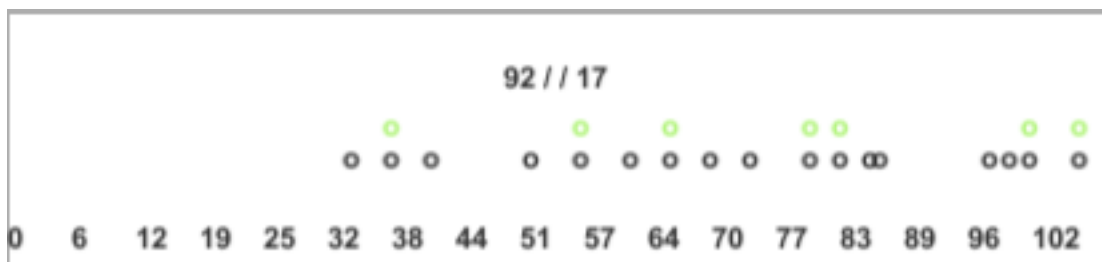 92 / / 17
o o o o o o o
o o o o o o o o o o o o o o o o o
0 6 12 19 25 32 38 44 51 57 64 70 77 83 89 96 102